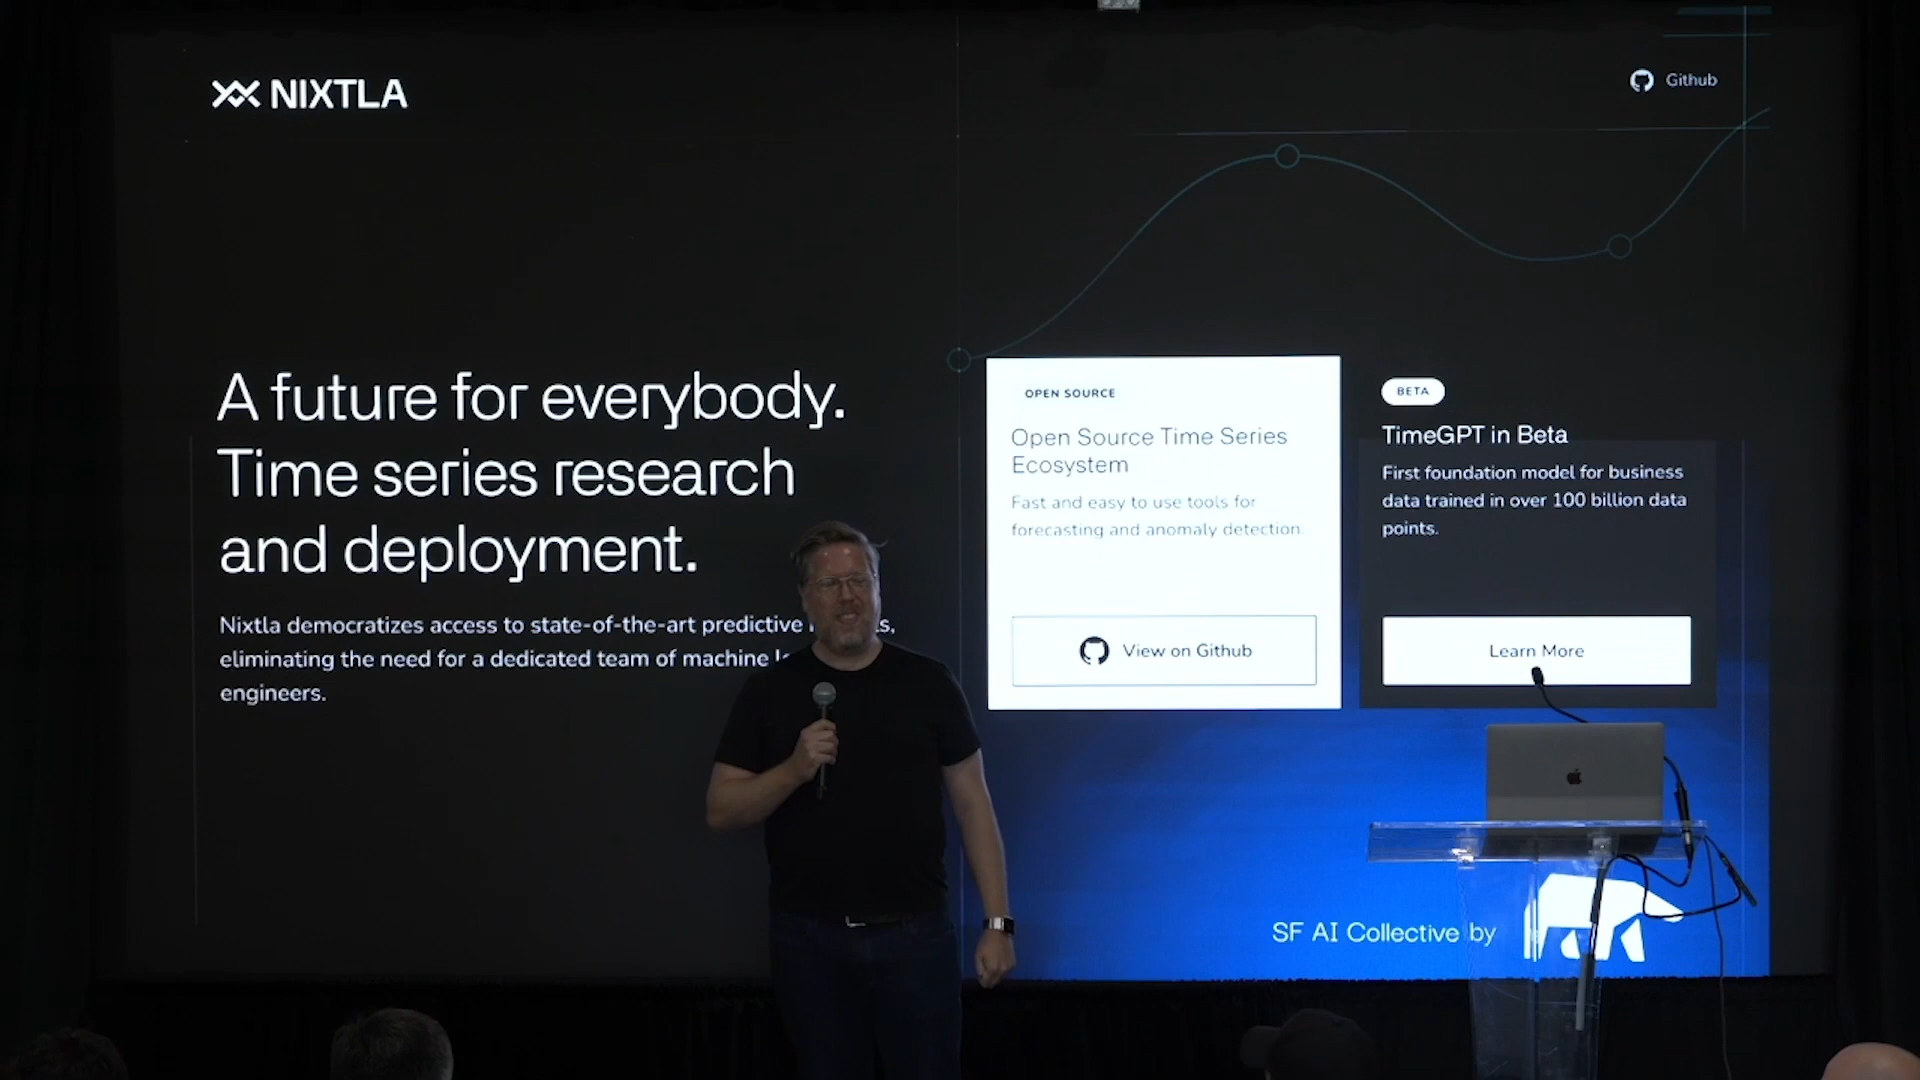 NIXTLA
Github
A future for everybody.
Time series research
and deployment.
Nixtla democratizes access to state-of-the-art predictive
eliminating the need for a dedicated team of machine
engineers.
OPEN SOURCE
Open Source Time Series
Ecosystem
Fast and easy to use tools for
forecasting and anomaly detection.
View on Github
BETA
TimeGPT in Beta
First foundation model for business
data trained in over 100 billion data
points.
Learn More
SF AI Collective by